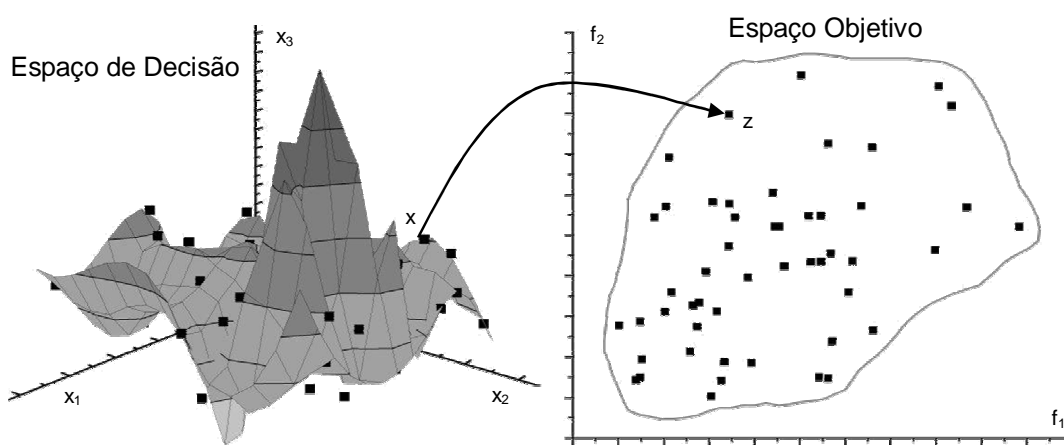 Espaço de Decisão
x3
x
x1
x2
Espaço Objetivo
f2
z
f1